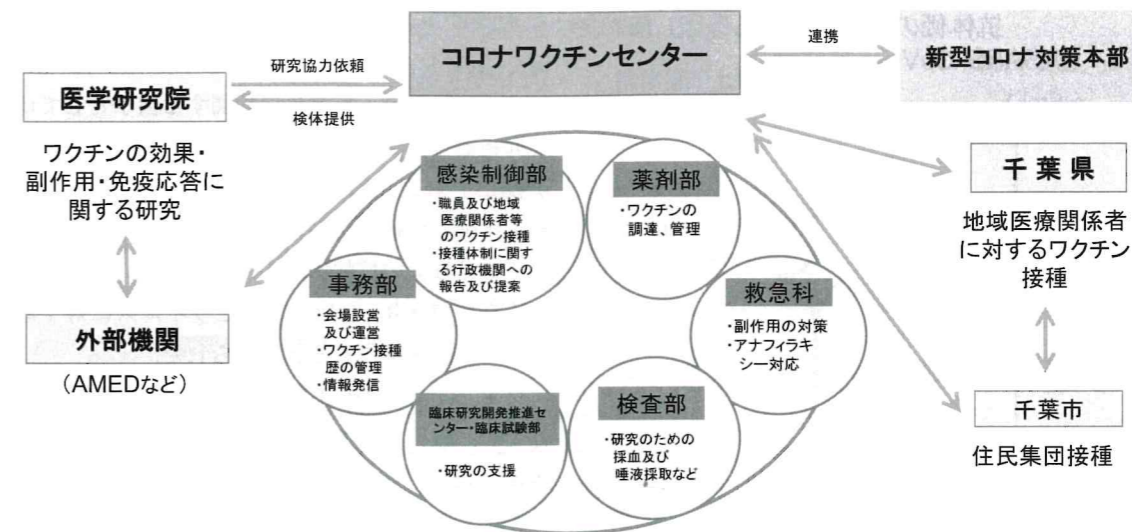 コロナワクチンセンター
連携
新型コロナ対策本部
研究協力依頼
検体提供
医学研究院
ワクチンの効果・
副作用・免疫応答に
関する研究
外部機関
（AMEDなど）
感染制御部
・職員及び地域
医療関係者等
のワクチン接種
・接種体制に関す
る行政機関への
報告及び提案
薬剤部
・ワクチンの
調達、管理
事務部
・会場設営
及び運営
・ワクチン接種
歴の管理
・情報発信
救急科
・副作用の対策
・アナフィラキ
シー対応
臨床研究開発推進セ
ンター・臨床試験部
・研究の支援
検査部
・研究のための
採血及び
唾液採取など
千葉県
地域医療関係者
に対するワクチン
接種
千葉市
住民集団接種